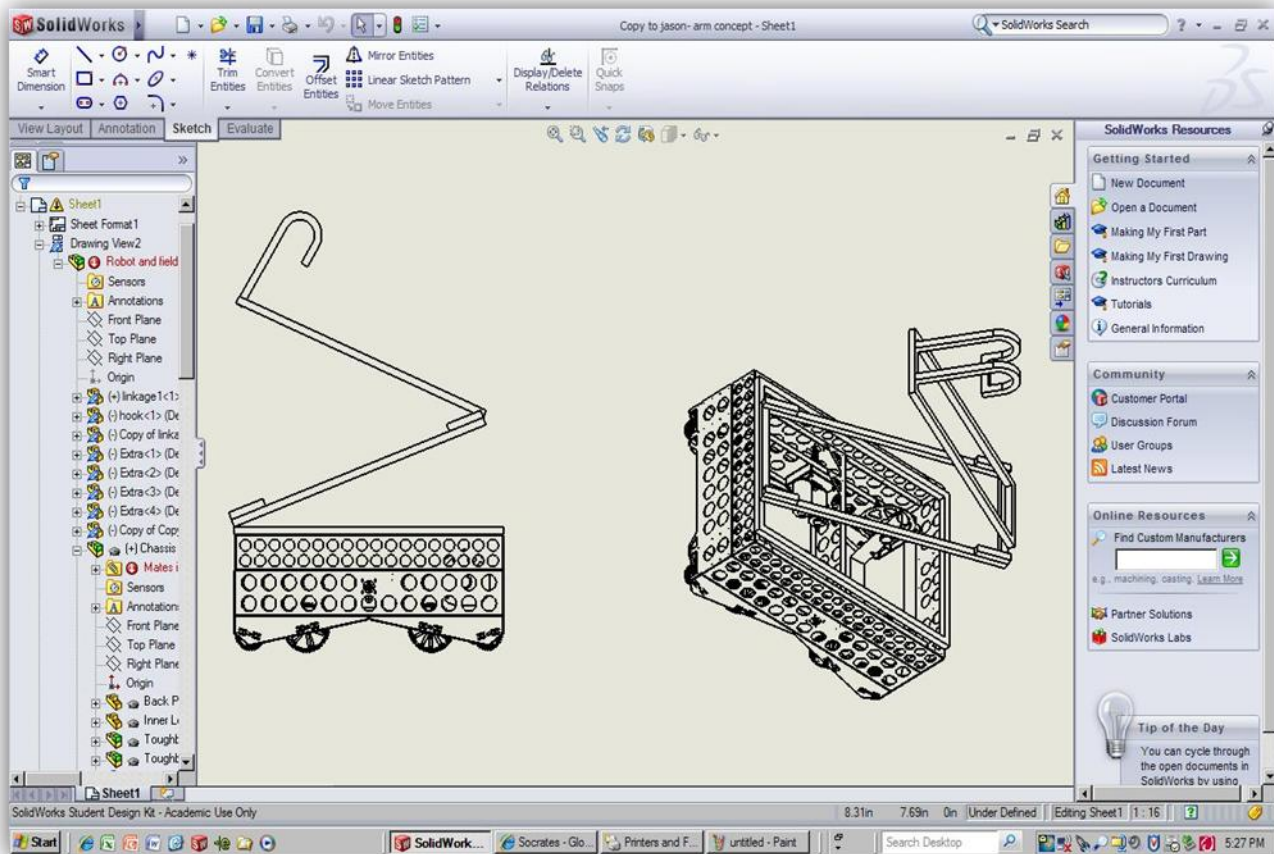 SolidWorks
Copy to jason- arm concept - Sheet1
SolidWorks Search
Smart Dimension
Trim Entities
Convert Entities
Offset Entities
Mirror Entities
Linear Sketch Pattern
Move Entities
Display/Delete Relations
Quick Snaps
View Layout
Annotation
Sketch
Evaluate
Sheet1
Sheet Format1
Drawing View2
Robot and field
Sensors
Annotations
Front Plane
Top Plane
Right Plane
Origin
(+) linkage1<1>
(-) hook<1> (De
(-) Copy of linka
(-) Extra<1> (De
(-) Extra<2> (De
(-) Extra<3> (De
(-) Extra<4> (De
(-) Copy of Copy
(+) Chassis
Mates i
Sensors
Annotation
Front Plane
Top Plane
Right Plane
Origin
Back P
Inner L
Toughb
Toughb
Sheet1
SolidWorks Resources
Getting Started
New Document
Open a Document
Making My First Part
Making My First Drawing
Instructors Curriculum
Tutorials
General Information
Community
Customer Portal
Discussion Forum
User Groups
Latest News
Online Resources
Find Custom Manufacturers
e.g., machining, casting. Learn More
Partner Solutions
SolidWorks Labs
Tip of the Day
You can cycle through
the open documents in
SolidWorks by using
SolidWorks Student Design Kit - Academic Use Only
8.31in 7.69in 0in Under Defined Editing Sheet1 1 : 16
Start
SolidWork...
Socrates - Glo...
Printers and F...
untitled - Paint
Search Desktop
5:27 PM